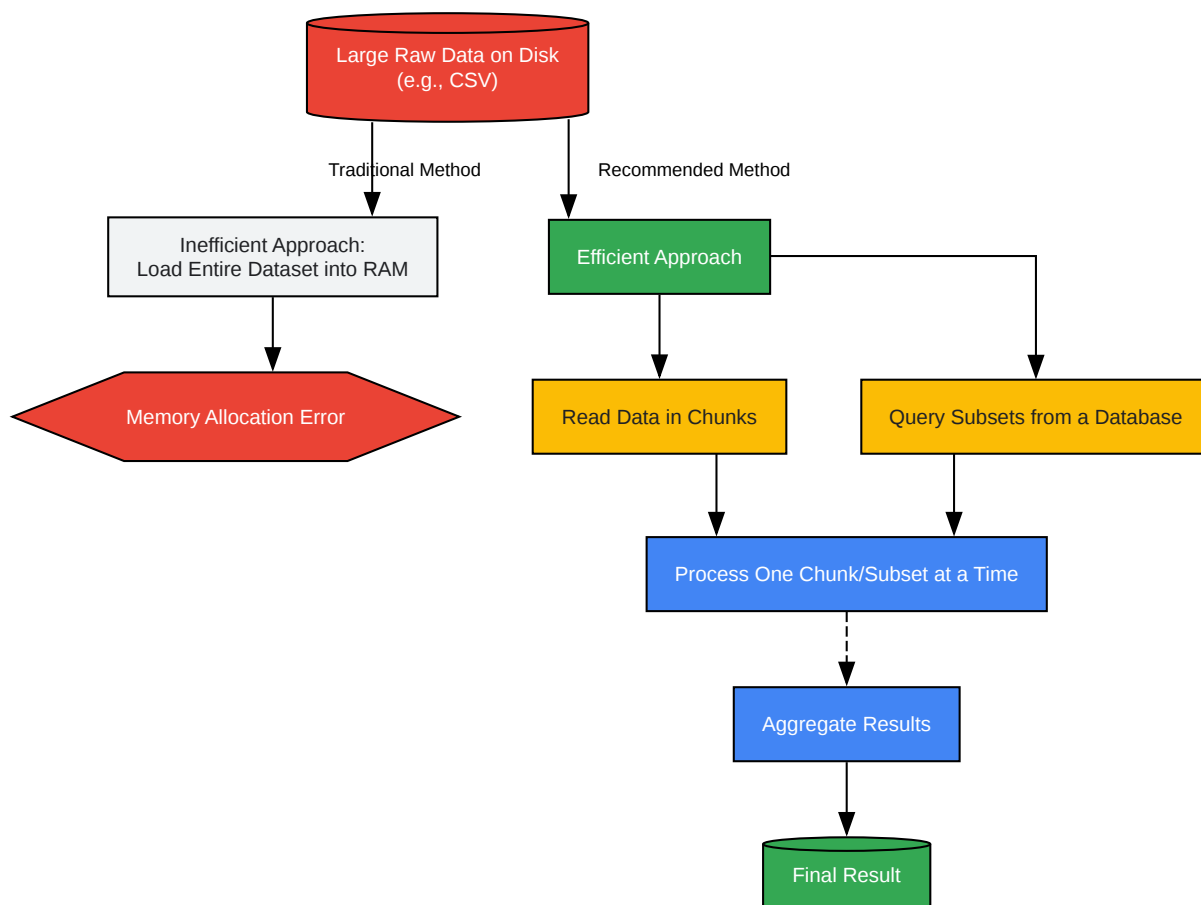 Large Raw Data on Disk
(e.g., CSV)
Traditional Method
Recommended Method
Inefficient Approach:
Load Entire Dataset into RAM
Efficient Approach
Memory Allocation Error
Read Data in Chunks
Query Subsets from a Database
Process One Chunk/Subset at a Time
Aggregate Results
Final Result